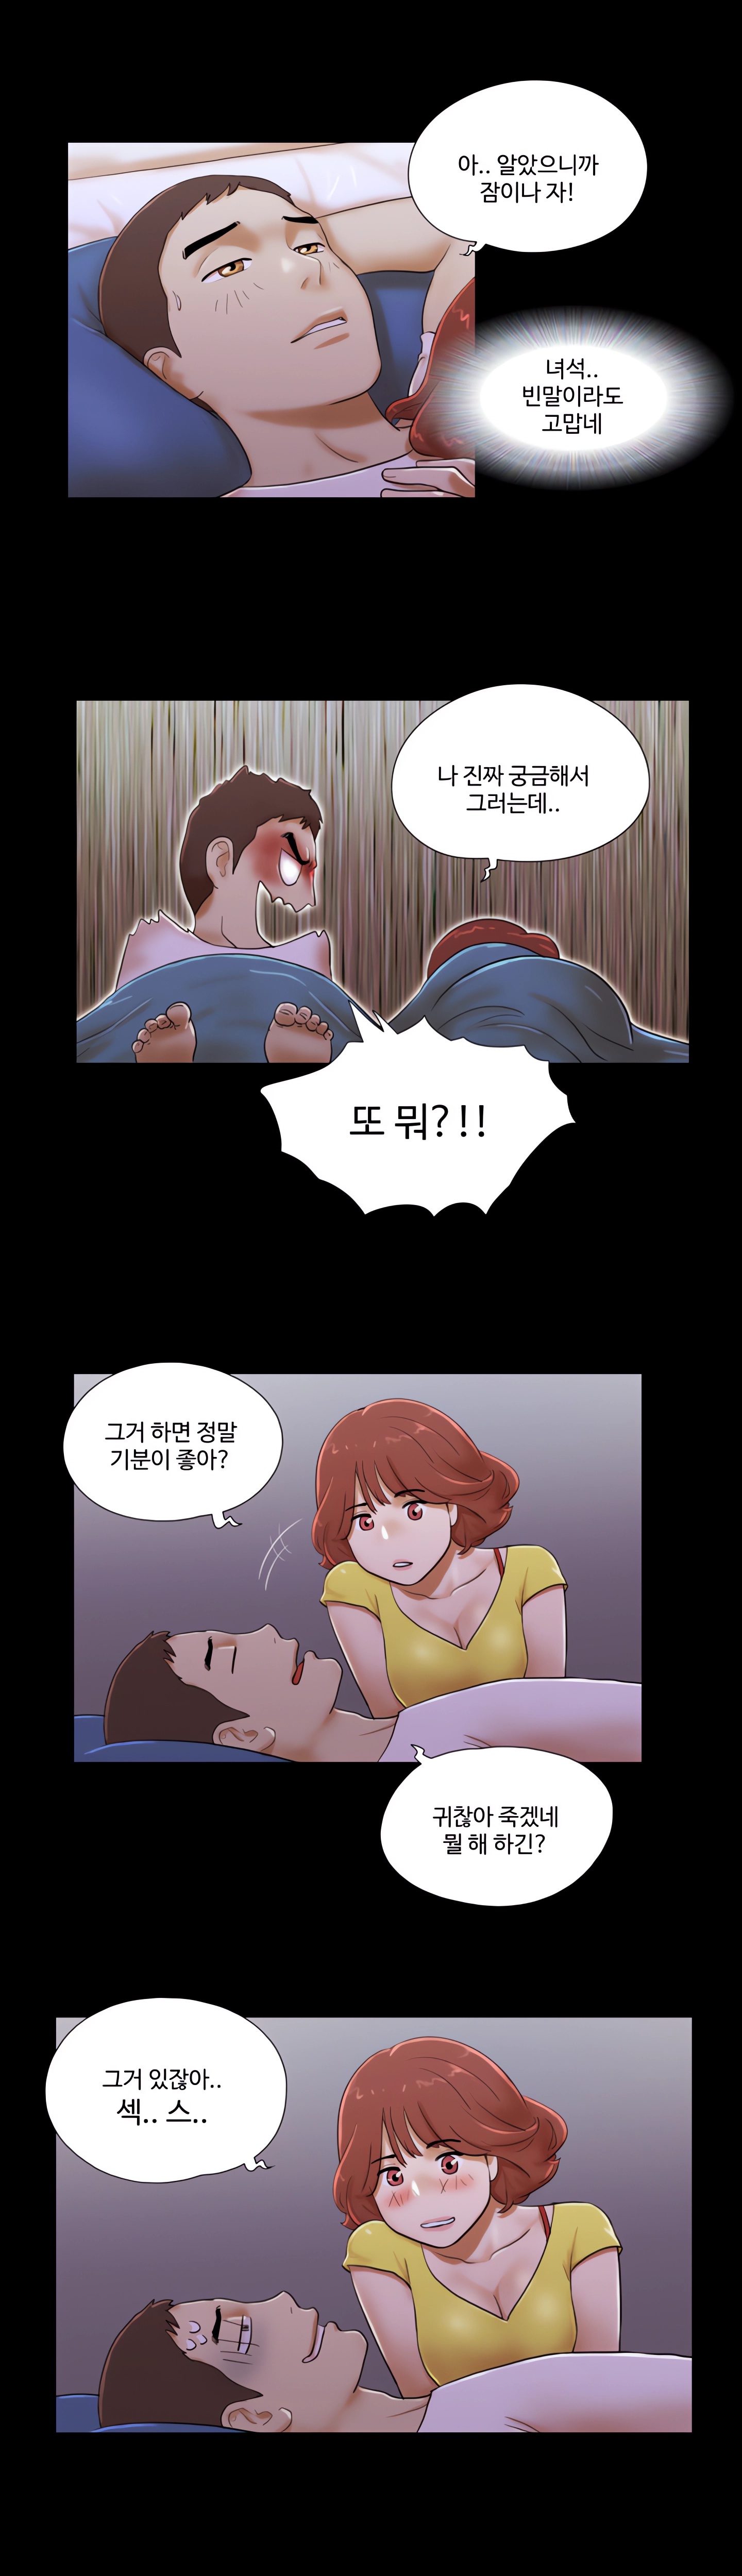 아.. 알았으니까
잠이나 자!
녀석..
빈말이라도
고맙네
나 진짜 궁금해서
그러는데..
또 뭐?!!
그거 하면 정말
기분이 좋아?
귀찮아 죽겠네
뭘 해 하긴?
그거 있잖아..
섹.. 스..